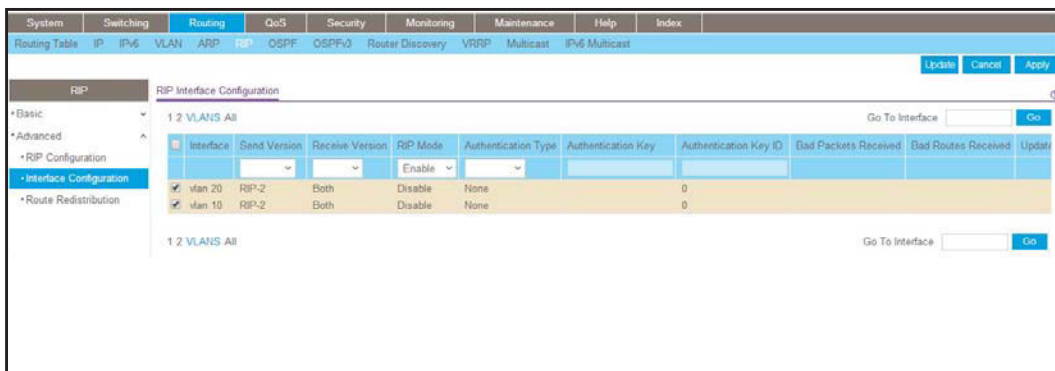 System Switching Routing QoS Security Monitoring Maintenance Help Index
Routing Table IP IPv6 VLAN ARP RIP OSPF OSPFv3 Router Discovery VRRP Multicast IPv6 Multicast
Update Cancel Apply
RIP
Basic
Advanced
RIP Configuration
Interface Configuration
Route Redistribution
RIP Interface Configuration
1 2 VLANS All Go To Interface Go
Interface Send Version Receive Version RIP Mode Authentication Type Authentication Key Authentication Key ID Bad Packets Received Bad Routes Received Update
Enable
vlan 20 RIP-2 Both Disable None 0
vlan 10 RIP-2 Both Disable None 0
1 2 VLANS All Go To Interface Go